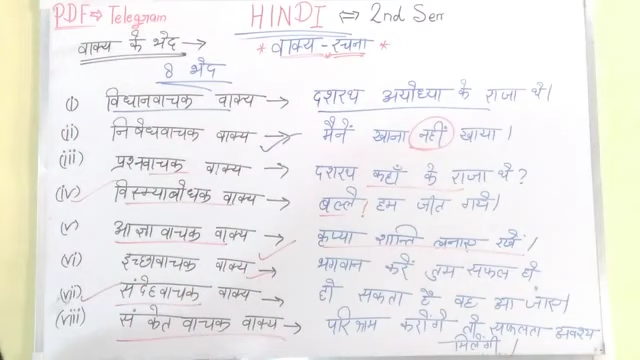 PDF⇒ Telegram
HINDI ⇔ 2nd Sem
वाक्य के भेद →
* वाक्य - रचना *
8 भेद
(i) विधानवाचक वाक्य → दशरथ अयोध्या के राजा थे।
(ii) निषेधवाचक वाक्य → मैनें खाना नहीं खाया।
(iii) प्रश्नवाचक वाक्य → दशरथ कहाँ के राजा थे?
(iv) विस्मयाबोधक वाक्य → बल्ले! हम जीत गये।
(v) आज्ञा वाचक वाक्य → कृप्या शान्ति बनाए रखें।
(vi) इच्छावाचक वाक्य → भगवान करें तुम सफल हो
(vii) संदेहवाचक वाक्य → हो सकता है वह आ जाए।
(viii) संकेत वाचक वाक्य → परिश्रम करोगे तो सफलता अवश्य
मिलेगी।